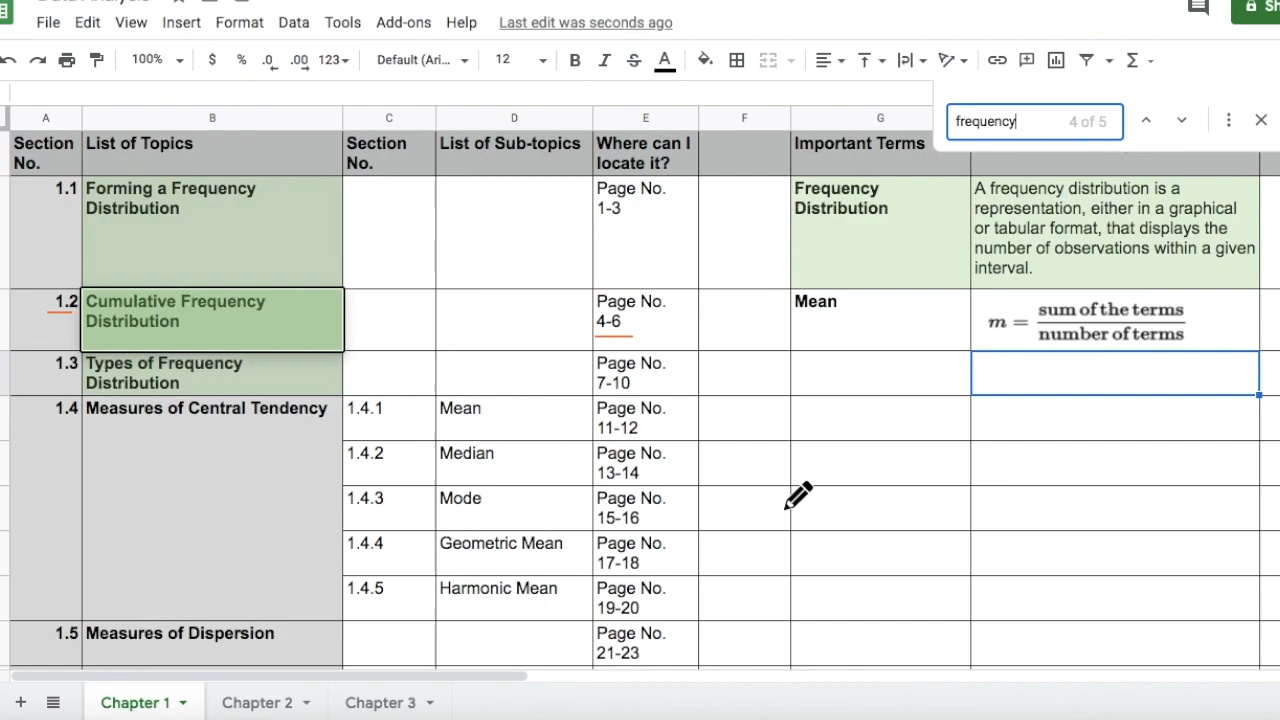 File Edit View Insert Format Data Tools Add-ons Help Last edit was seconds ago
100% $ % .0 .00 123 Default (Ari... 12 B I S A Σ
frequency 4 of 5
A B C D E F G
Section No. List of Topics Section No. List of Sub-topics Where can I locate it? Important Terms
1.1 Forming a Frequency Distribution Page No. 1-3 Frequency Distribution A frequency distribution is a representation, either in a graphical or tabular format, that displays the number of observations within a given interval.
1.2 Cumulative Frequency Distribution Page No. 4-6 Mean m = sum of the terms / number of terms
1.3 Types of Frequency Distribution Page No. 7-10
1.4 Measures of Central Tendency 1.4.1 Mean Page No. 11-12
1.4.2 Median Page No. 13-14
1.4.3 Mode Page No. 15-16
1.4.4 Geometric Mean Page No. 17-18
1.4.5 Harmonic Mean Page No. 19-20
1.5 Measures of Dispersion Page No. 21-23
Chapter 1 Chapter 2 Chapter 3